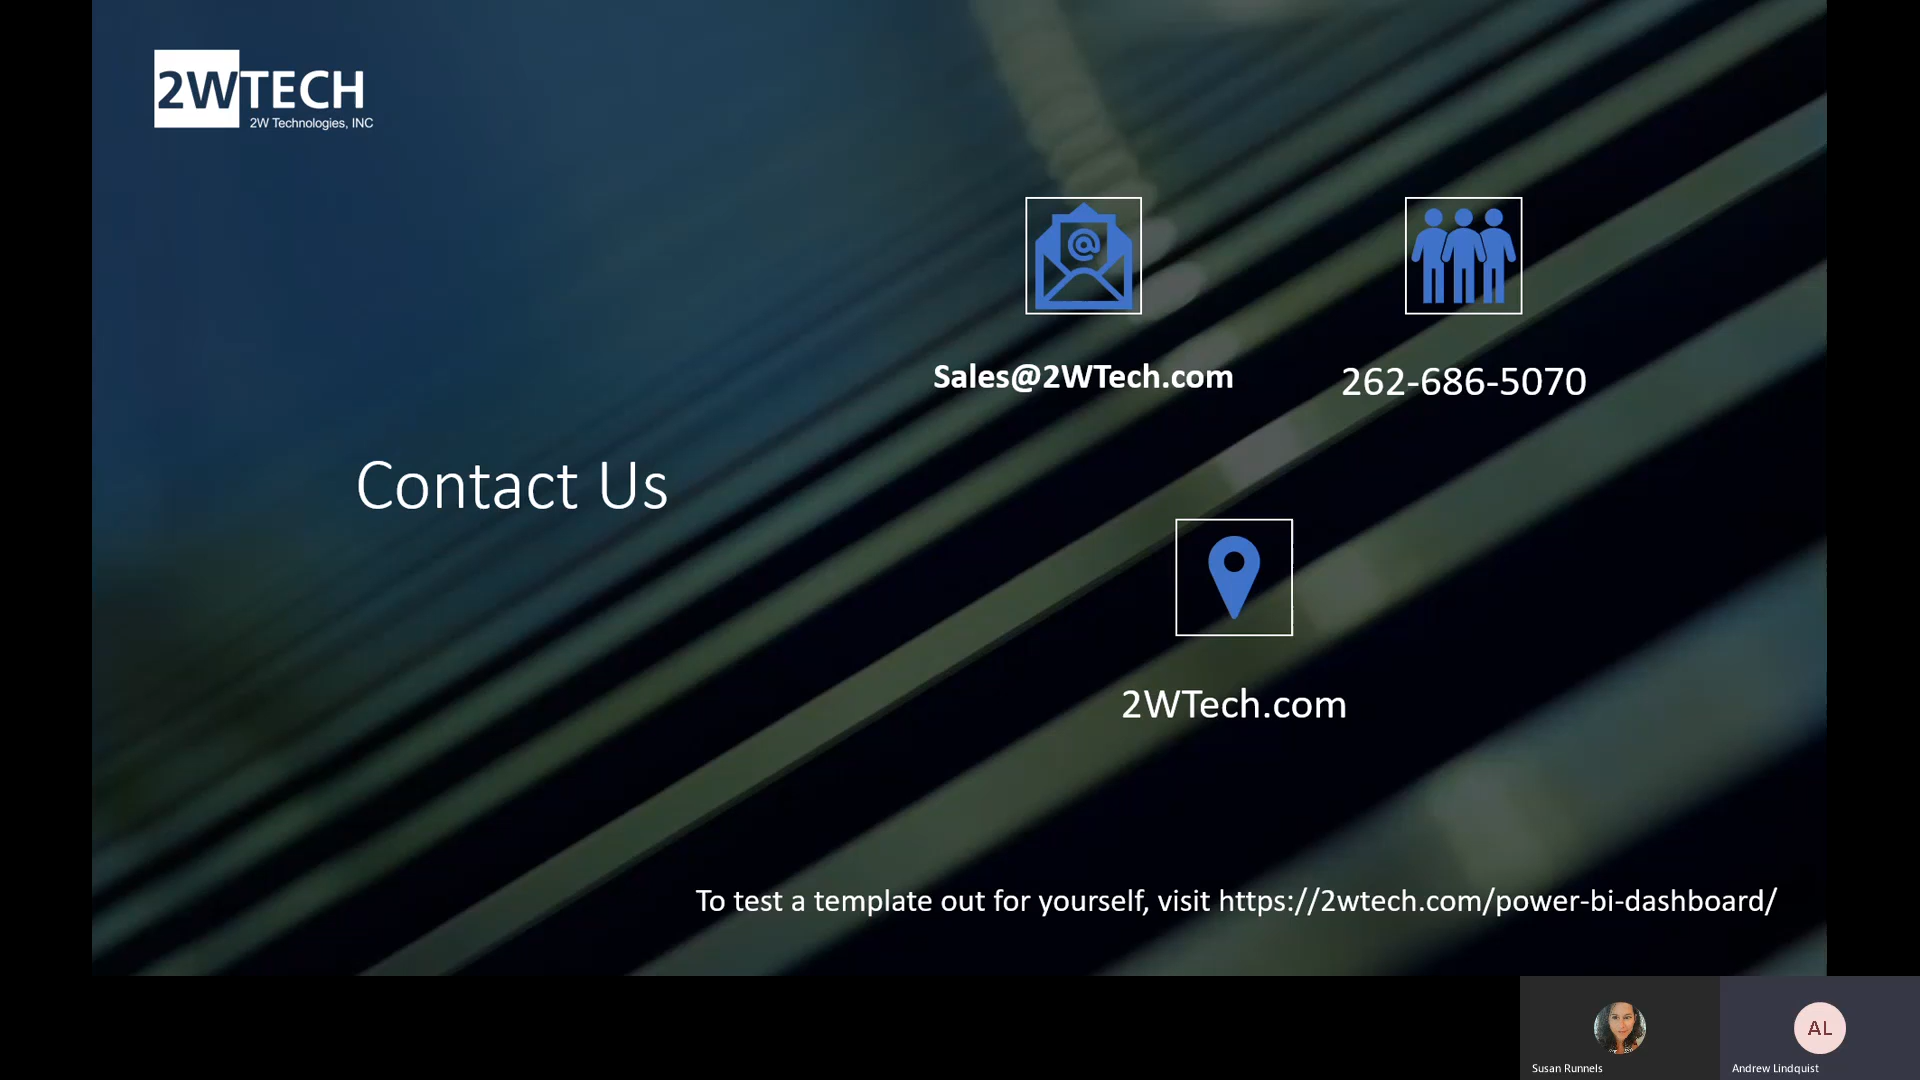 2WTECH
2W Technologies, INC
Sales@2WTech.com
262-686-5070
Contact Us
2WTech.com
To test a template out for yourself, visit https://2wtech.com/power-bi-dashboard/
AL
Susan Runnels
Andrew Lindquist